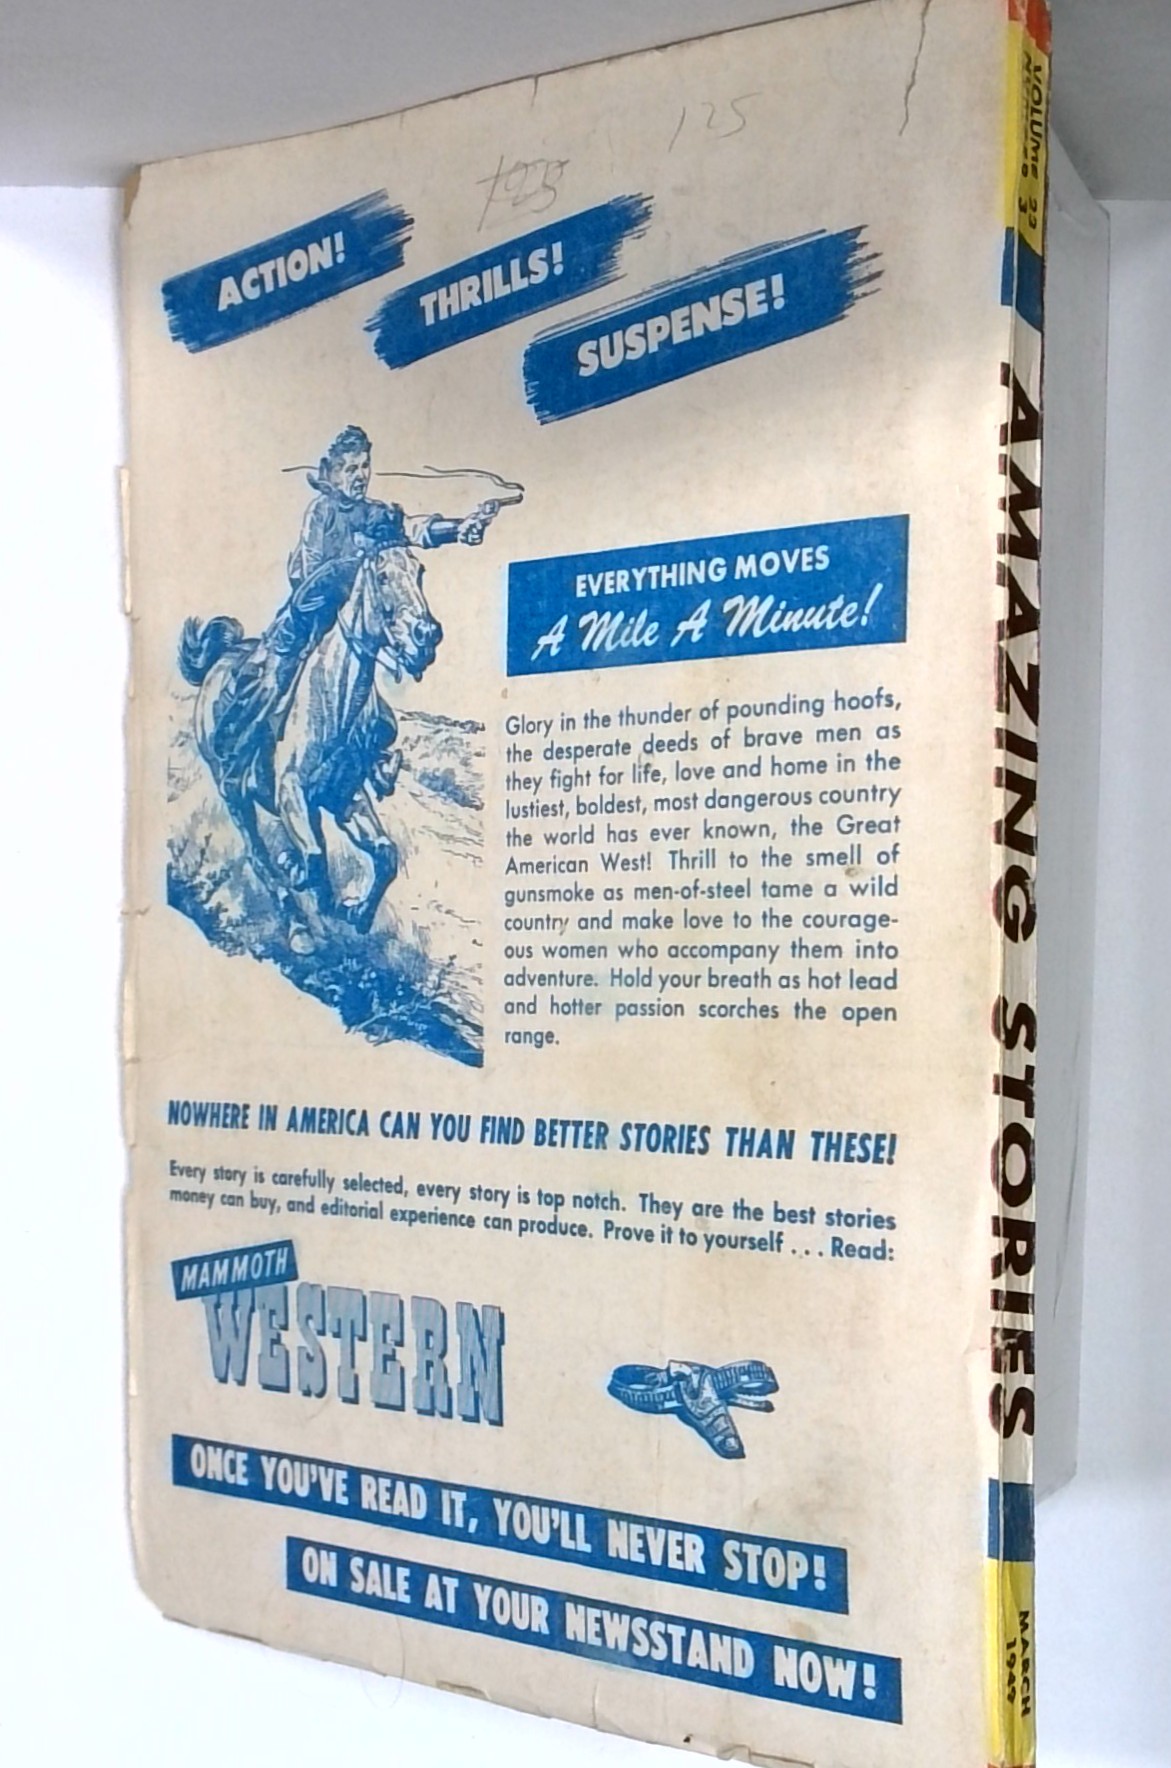 125
ACTION!
THRILLS!
SUSPENSE!
EVERYTHING MOVES
A Mile A Minute!
Glory in the thunder of pounding hoofs,
the desperate deeds of brave men as
they fight for life, love and home in the
lustiest, boldest, most dangerous country
the world has ever known, the Great
American West! Thrill to the smell of
gunsmoke as men-of-steel tame a wild
country and make love to the courage-
ous women who accompany them into
adventure. Hold your breath as hot lead
and hotter passion scorches the open
range.
NOWHERE IN AMERICA CAN YOU FIND BETTER STORIES THAN THESE!
Every story is carefully selected, every story is top notch. They are the best stories
money can buy, and editorial experience can produce. Prove it to yourself . . . Read:
MAMMOTH
WESTERN
ONCE YOU'VE READ IT, YOU'LL NEVER STOP!
ON SALE AT YOUR NEWSSTAND NOW!
VOLUME 23
NUMBER 3
AMAZING STORIES
MARCH
1949